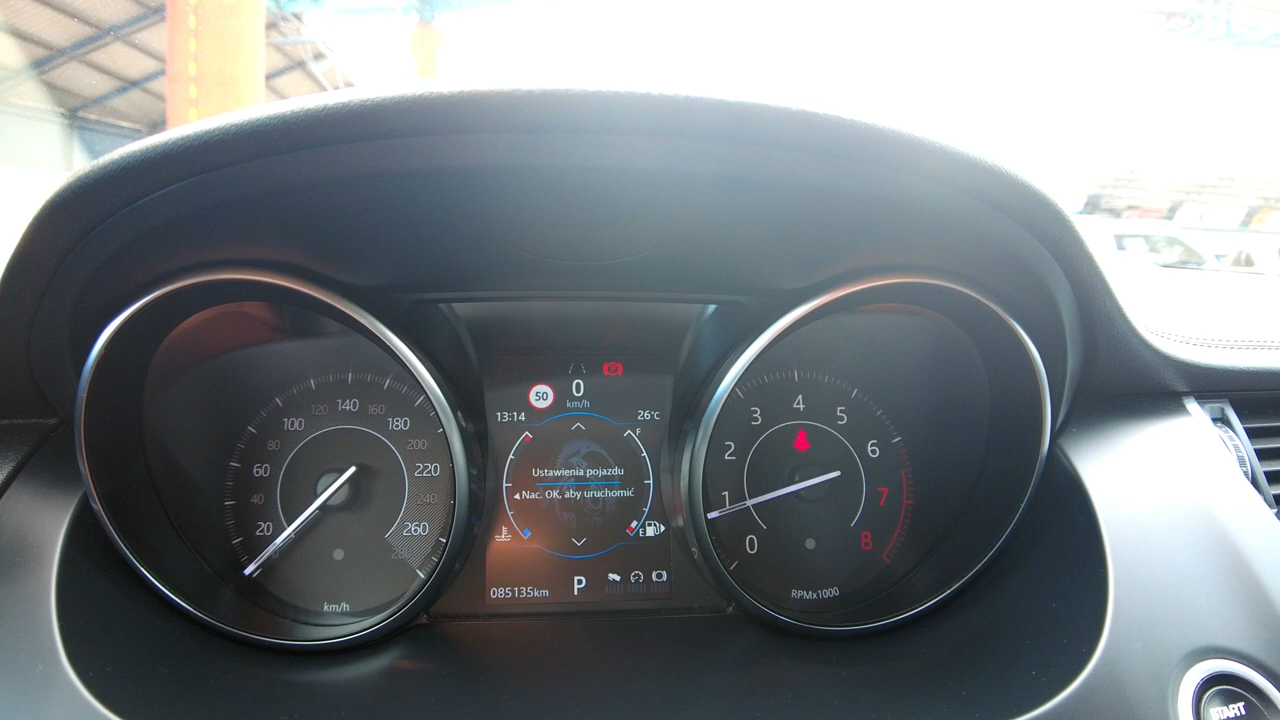 50
0
km/h
13:14
26°C
F
Ustawienia pojazdu
Nac. OK, aby uruchomić
E
085135km
P
20
40
60
80
100
120
140
160
180
200
220
240
260
280
km/h
0
1
2
3
4
5
6
7
8
RPMx1000
START